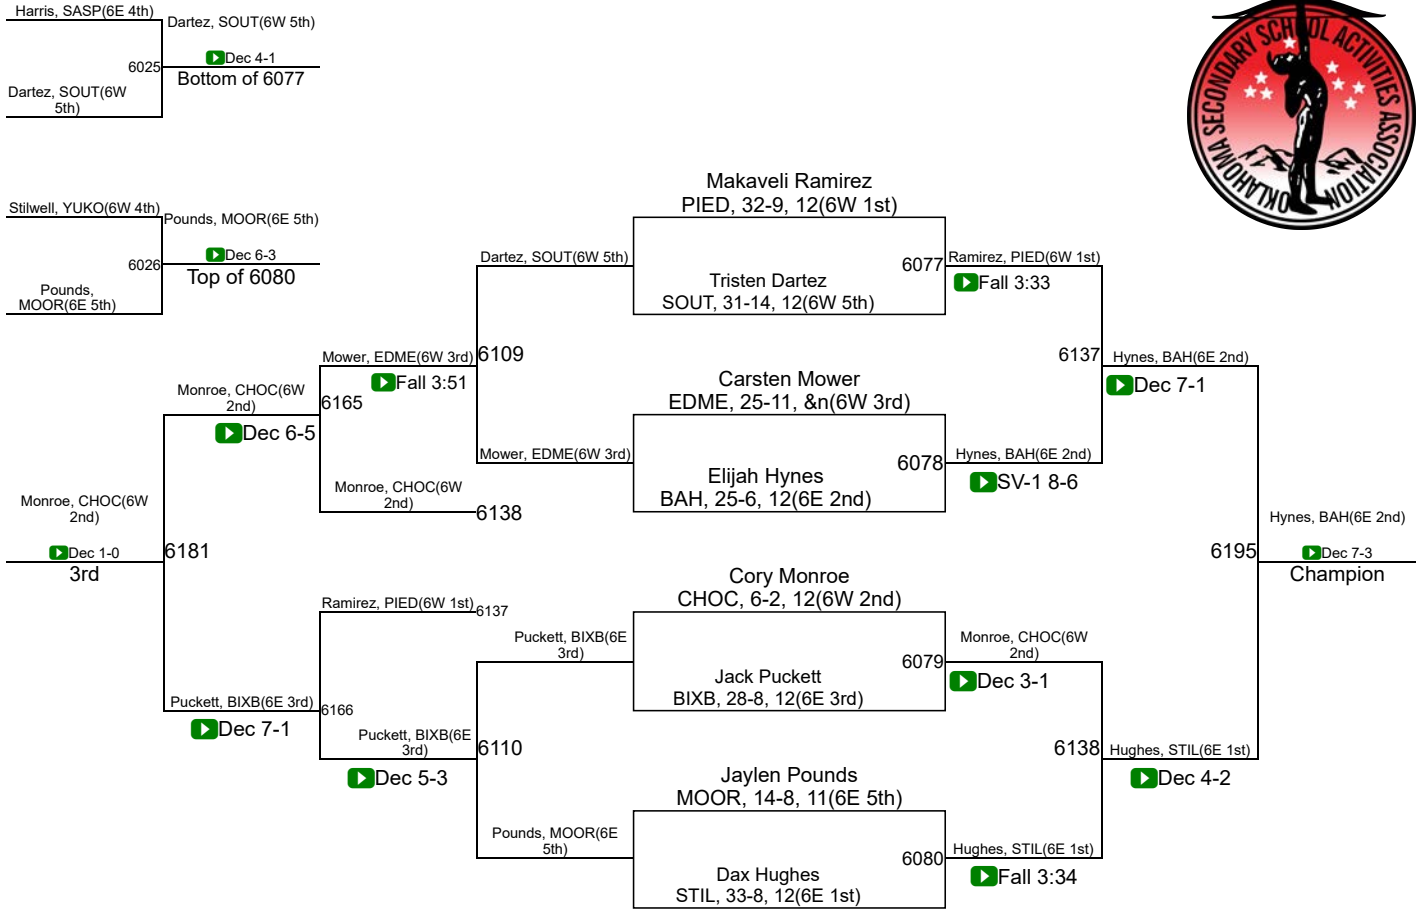 Harris, SASP(6E 4th)
Dartez, SOUT(6W 5th)
6025
Dec 4-1
Bottom of 6077
Dartez, SOUT(6W
5th)
Stilwell, YUKO(6W 4th)
Pounds, MOOR(6E 5th)
6026
Dec 6-3
Top of 6080
Pounds,
MOOR(6E 5th)
OKLAHOMA SECONDARY SCHOOL ACTIVITIES ASSOCIATION
Makaveli Ramirez
PIED, 32-9, 12(6W 1st)
Dartez, SOUT(6W 5th)
6077
Ramirez, PIED(6W 1st)
Fall 3:33
Tristen Dartez
SOUT, 31-14, 12(6W 5th)
Mower, EDME(6W 3rd)
6109
Fall 3:51
6137
Hynes, BAH(6E 2nd)
Dec 7-1
Carsten Mower
EDME, 25-11, &n(6W 3rd)
Monroe, CHOC(6W
2nd)
6165
Dec 6-5
Mower, EDME(6W 3rd)
6078
Hynes, BAH(6E 2nd)
SV-1 8-6
Elijah Hynes
BAH, 25-6, 12(6E 2nd)
Monroe, CHOC(6W
2nd)
6138
Monroe, CHOC(6W
2nd)
Dec 1-0
3rd
6181
Hynes, BAH(6E 2nd)
6195
Dec 7-3
Champion
Cory Monroe
CHOC, 6-2, 12(6W 2nd)
Ramirez, PIED(6W 1st)
6137
Puckett, BIXB(6E
3rd)
6079
Monroe, CHOC(6W
2nd)
Dec 3-1
Jack Puckett
BIXB, 28-8, 12(6E 3rd)
Puckett, BIXB(6E 3rd)
6166
Dec 7-1
Puckett, BIXB(6E
3rd)
6110
Dec 5-3
6138
Hughes, STIL(6E 1st)
Dec 4-2
Jaylen Pounds
MOOR, 14-8, 11(6E 5th)
Pounds, MOOR(6E
5th)
6080
Hughes, STIL(6E 1st)
Fall 3:34
Dax Hughes
STIL, 33-8, 12(6E 1st)